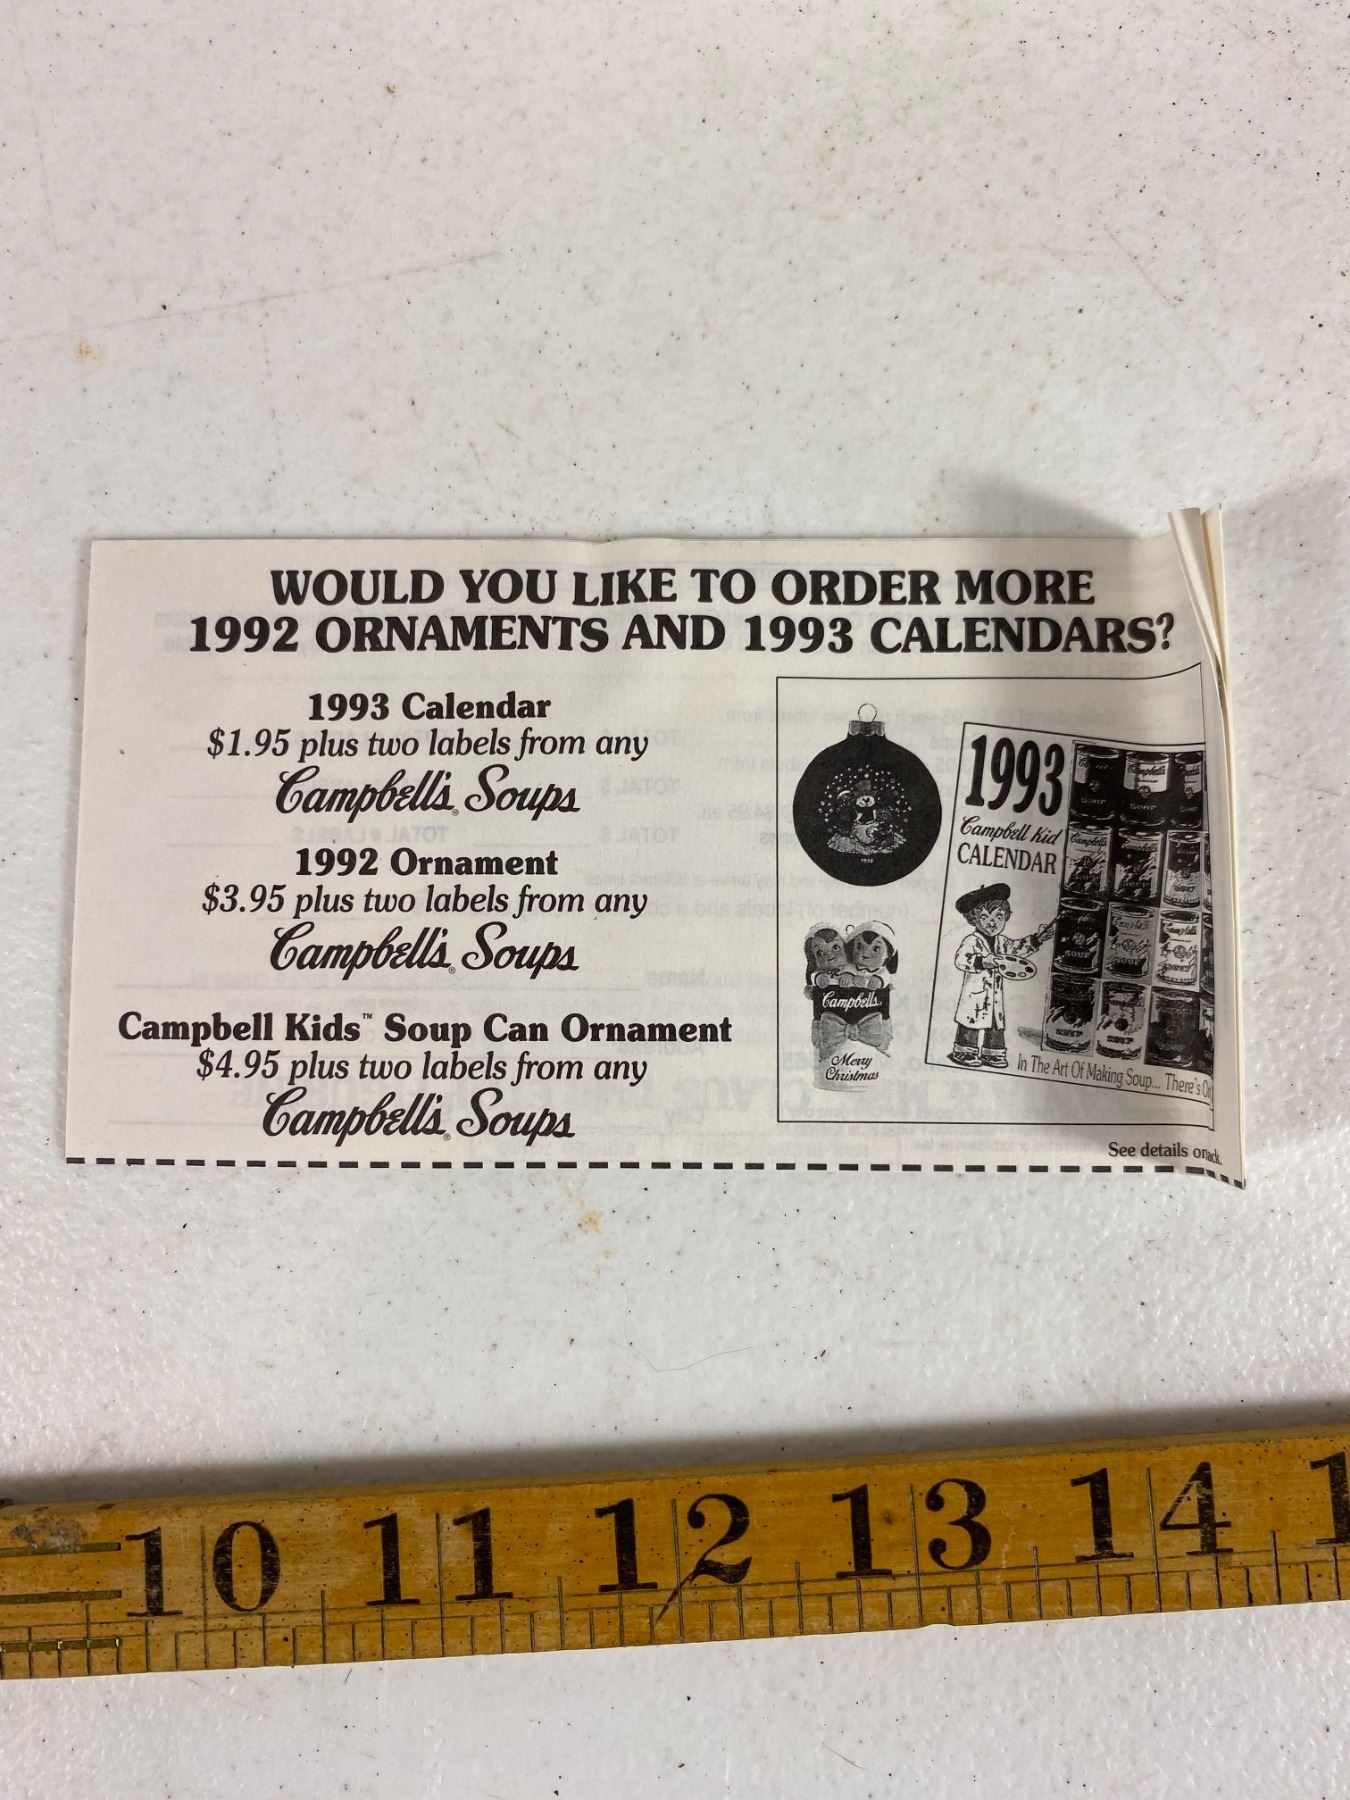 WOULD YOU LIKE TO ORDER MORE
1992 ORNAMENTS AND 1993 CALENDARS?
1993 Calendar
$1.95 plus two labels from any
Campbell's® Soups
1992 Ornament
$3.95 plus two labels from any
Campbell's® Soups
Campbell Kids™ Soup Can Ornament
$4.95 plus two labels from any
Campbell's® Soups
1992
Campbell's
Merry
Christmas
1993
Campbell Kid
CALENDAR
In The Art Of Making Soup... There's
See details
10 11 12 13 14 1